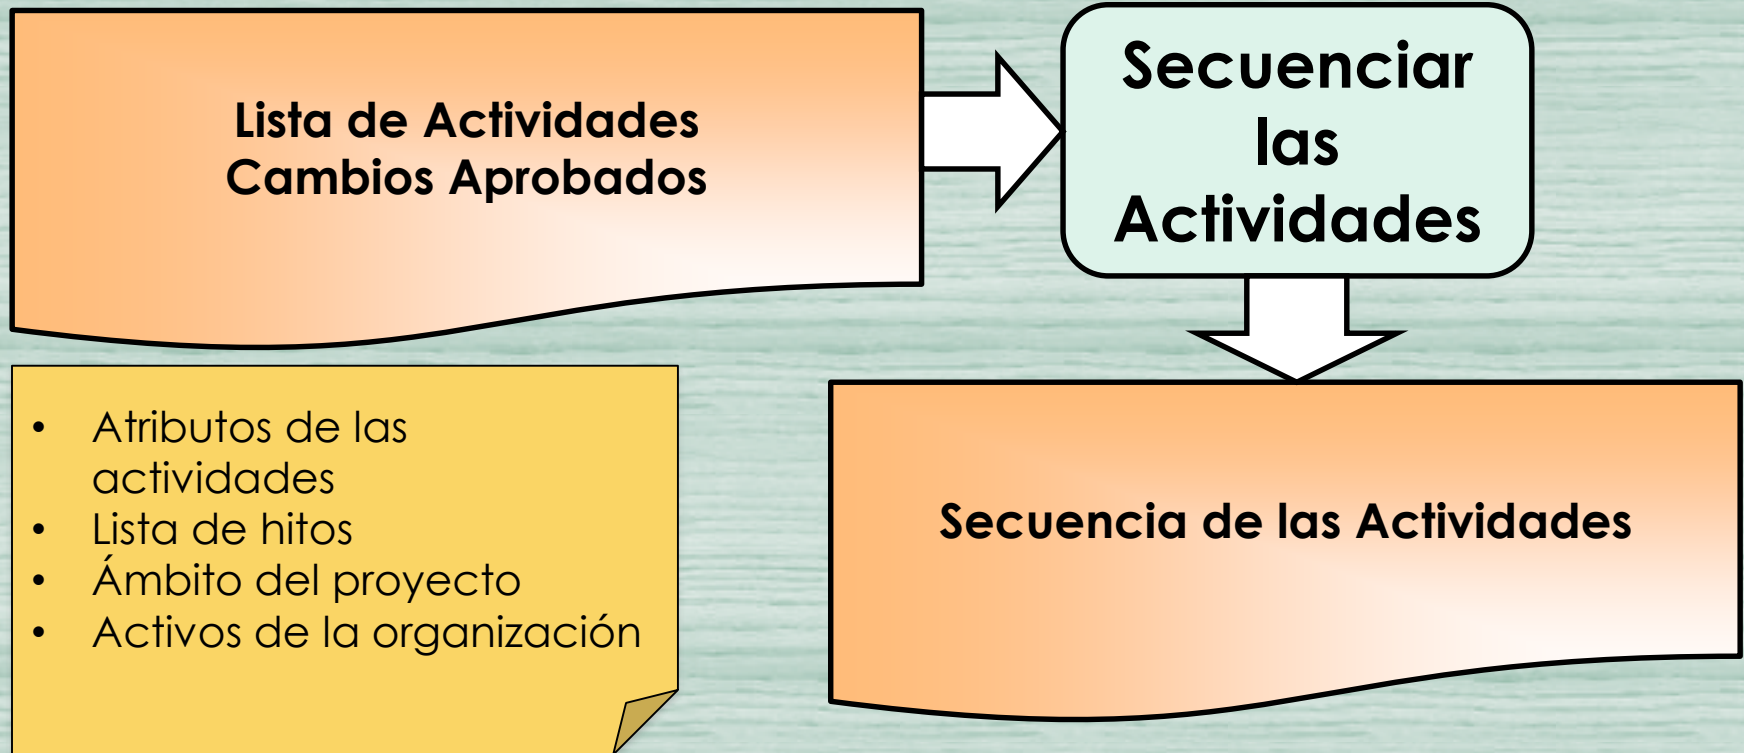 Lista de Actividades
Cambios Aprobados
Secuenciar
las
Actividades
• Atributos de las
actividades
• Lista de hitos
• Ámbito del proyecto
• Activos de la organización
Secuencia de las Actividades